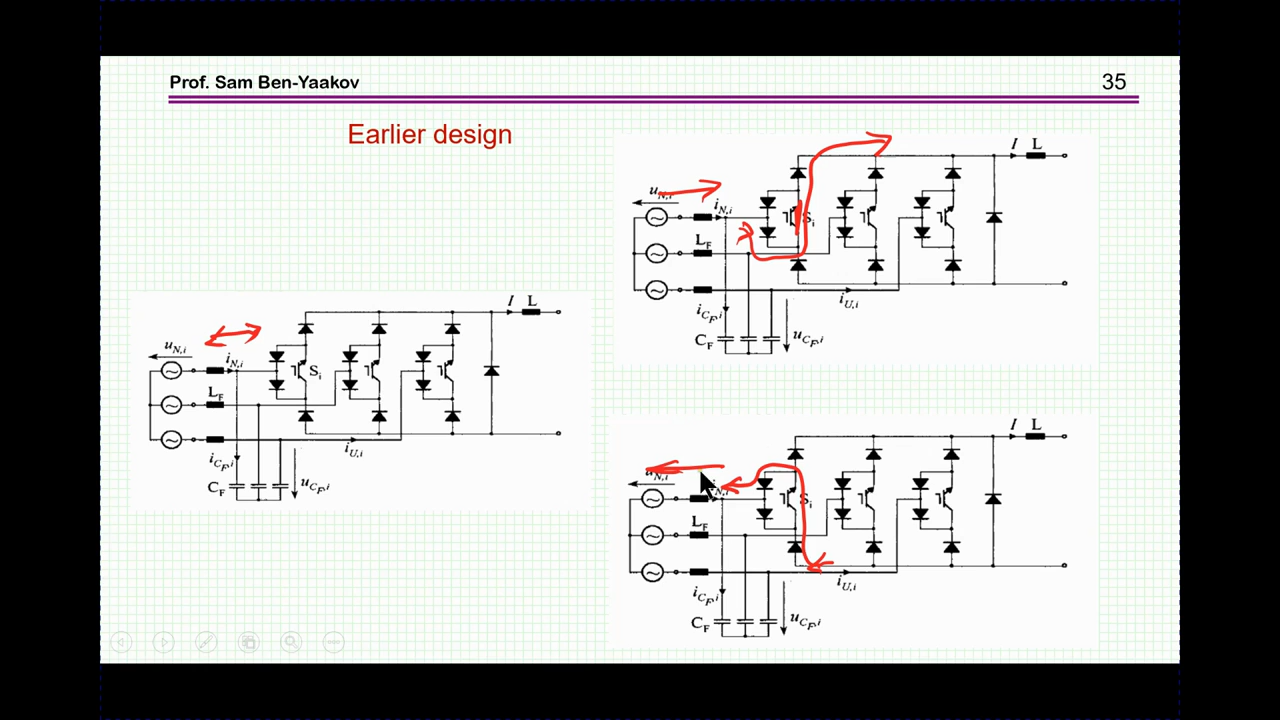 Prof. Sam Ben-Yaakov
35
Earlier design
I L
u_N,i
i_N,i
S_i
L_F
i_U,i
i_CF,i
C_F
u_CF,i
I L
u_N,i
i_N,i
S_i
L_F
i_U,i
i_CF,i
C_F
u_CF,i
I L
u_N,i
i_N,i
S_i
L_F
i_U,i
i_CF,i
C_F
u_CF,i